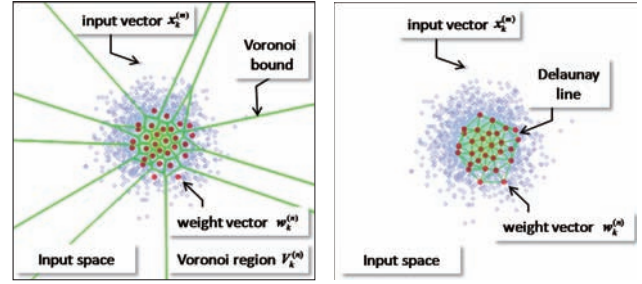 input vector x_k^(n)
Voronoi
bound
weight vector w_k^(n)
Input space
Voronoi region V_k^(n)
input vector x_k^(n)
Delaunay
line
weight vector w_k^(n)
Input space